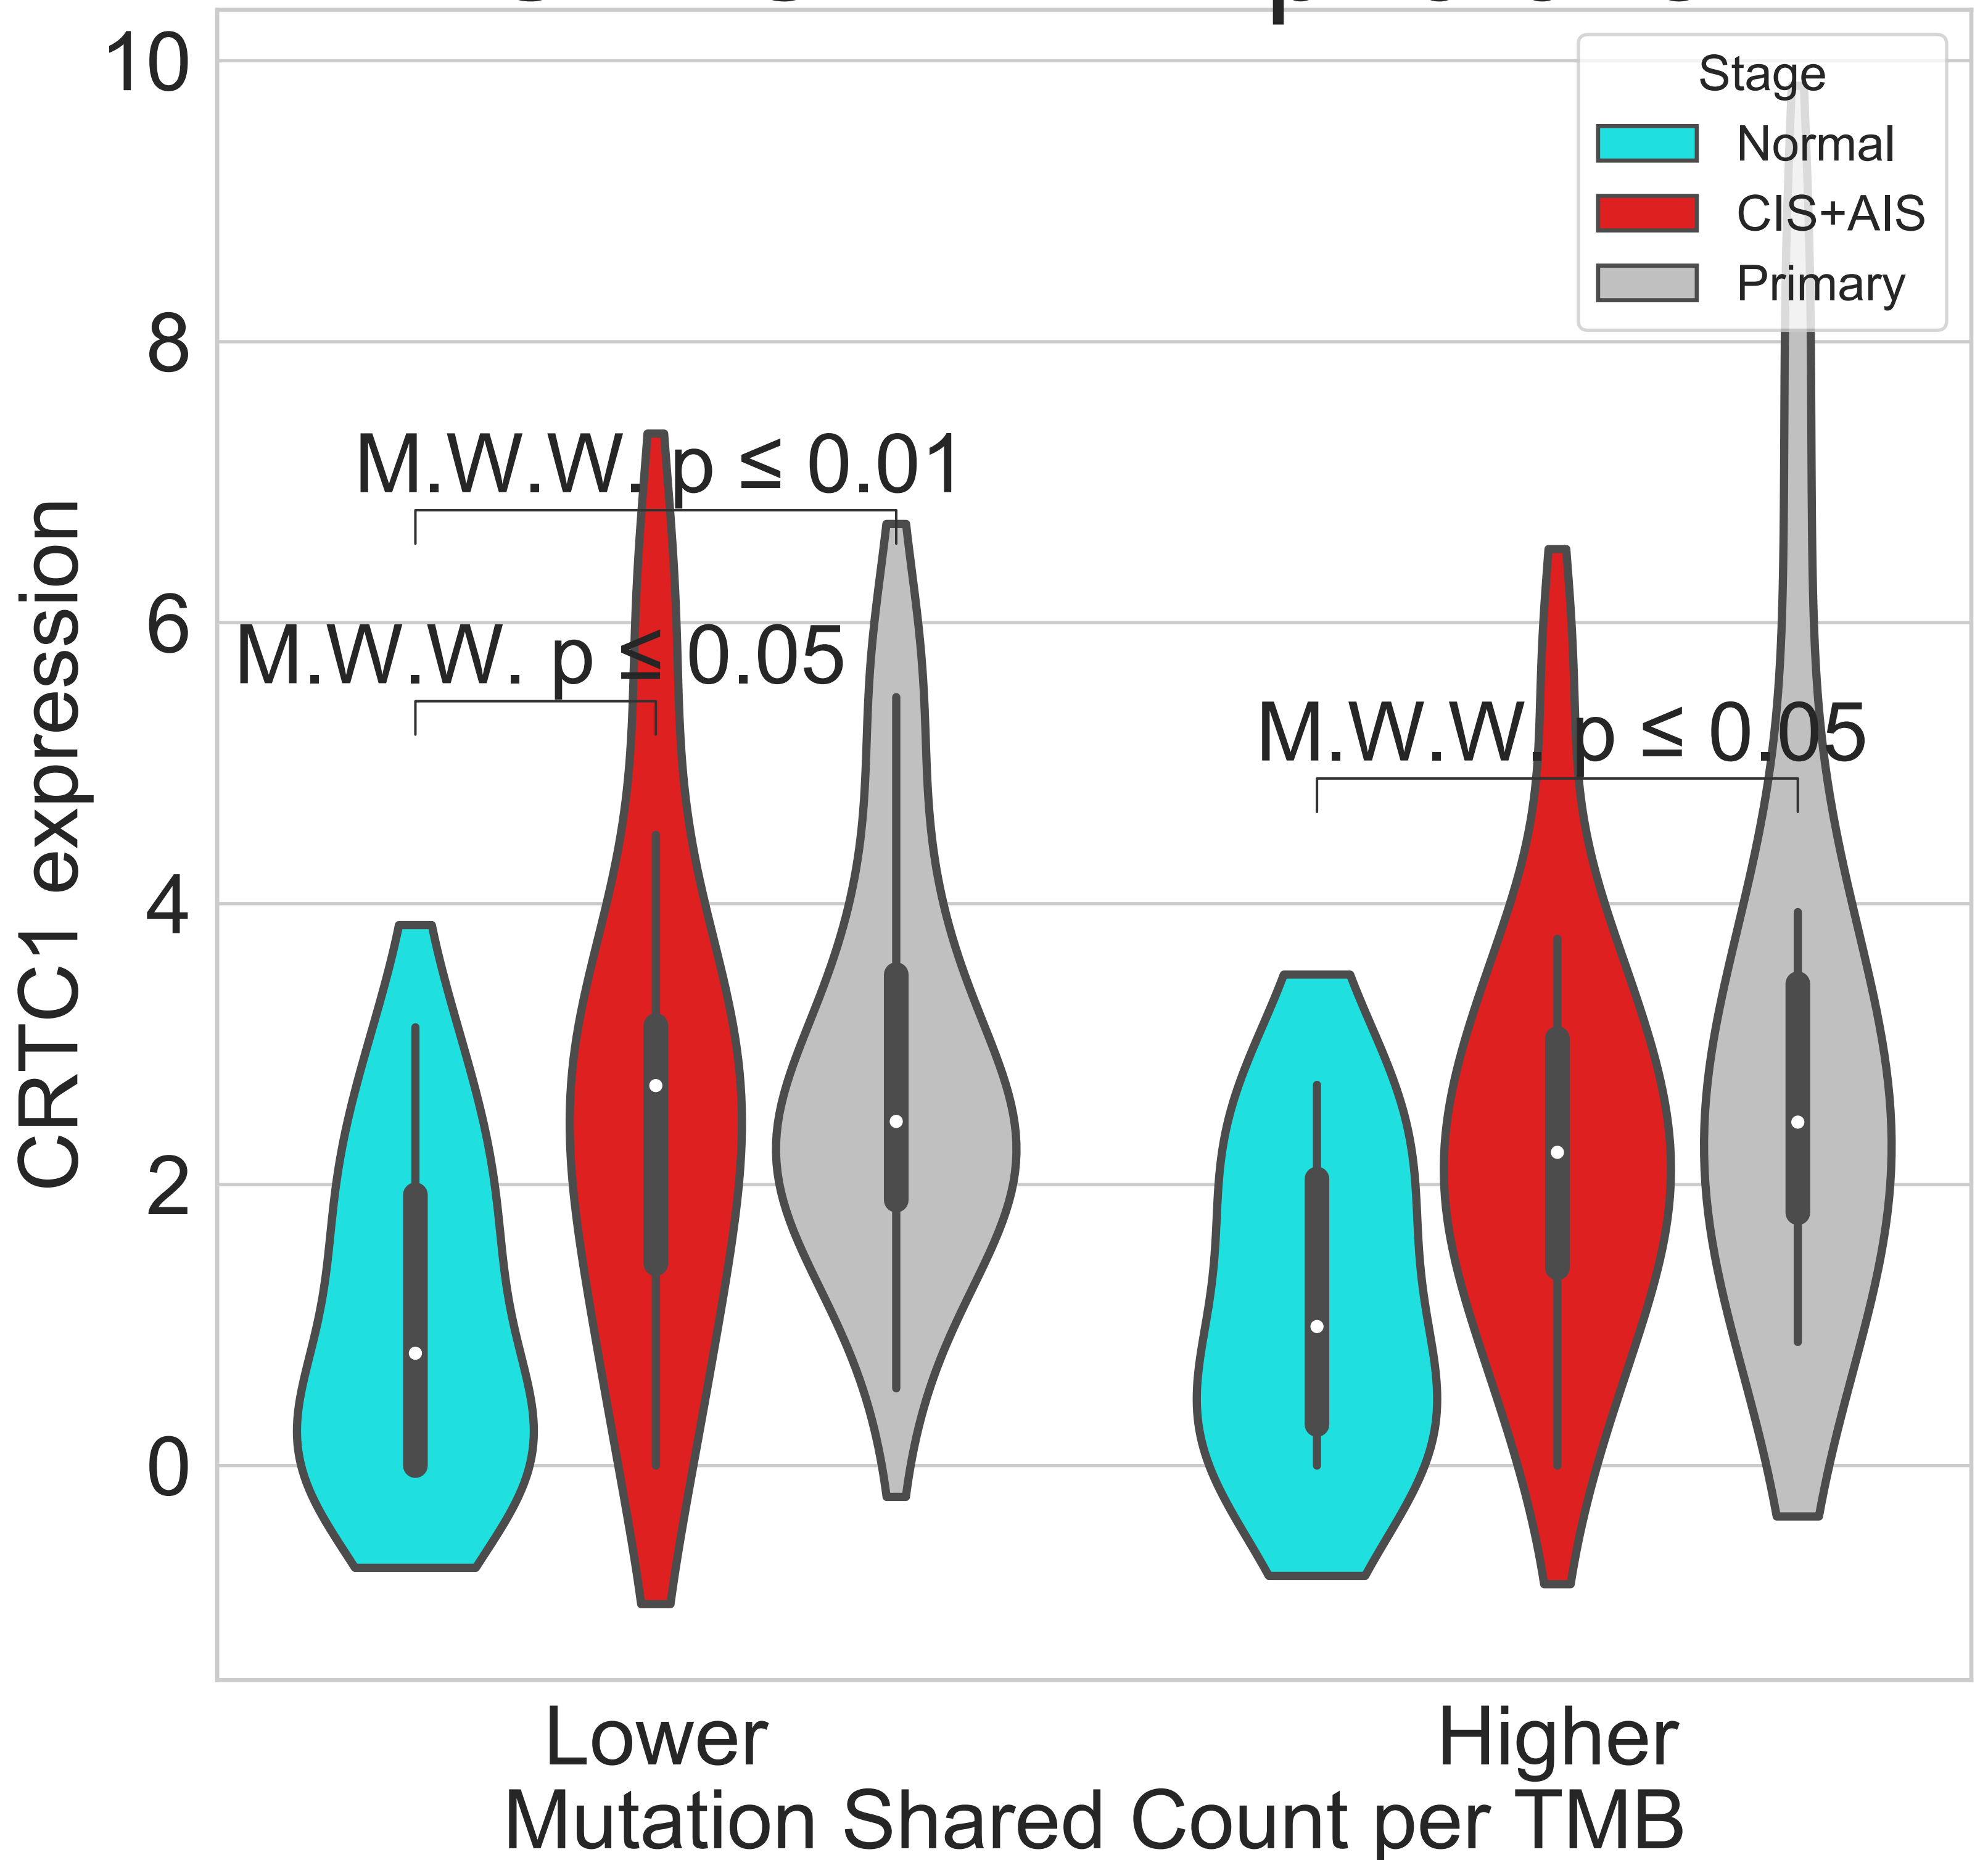 10
8
6
4
2
0
CRTC1 expression
Stage
Normal
CIS+AIS
Primary
M.W.W. p ≤ 0.01
M.W.W. p ≤ 0.05
M.W.W. p ≤ 0.05
Lower
Higher
Mutation Shared Count per TMB